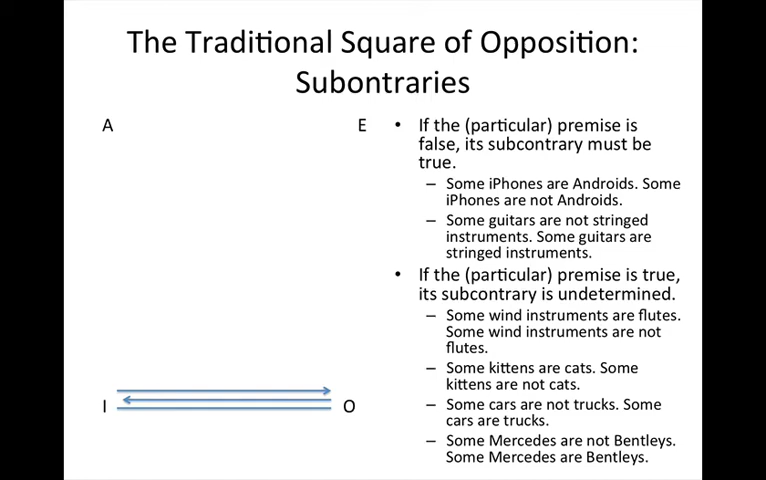 The Traditional Square of Opposition:
Subontraries
A
E
• If the (particular) premise is
false, its subcontrary must be
true.
– Some iPhones are Androids. Some
iPhones are not Androids.
– Some guitars are not stringed
instruments. Some guitars are
stringed instruments.
• If the (particular) premise is true,
its subcontrary is undetermined.
– Some wind instruments are flutes.
Some wind instruments are not
flutes.
– Some kittens are cats. Some
kittens are not cats.
– Some cars are not trucks. Some
cars are trucks.
– Some Mercedes are not Bentleys.
Some Mercedes are Bentleys.
I
O